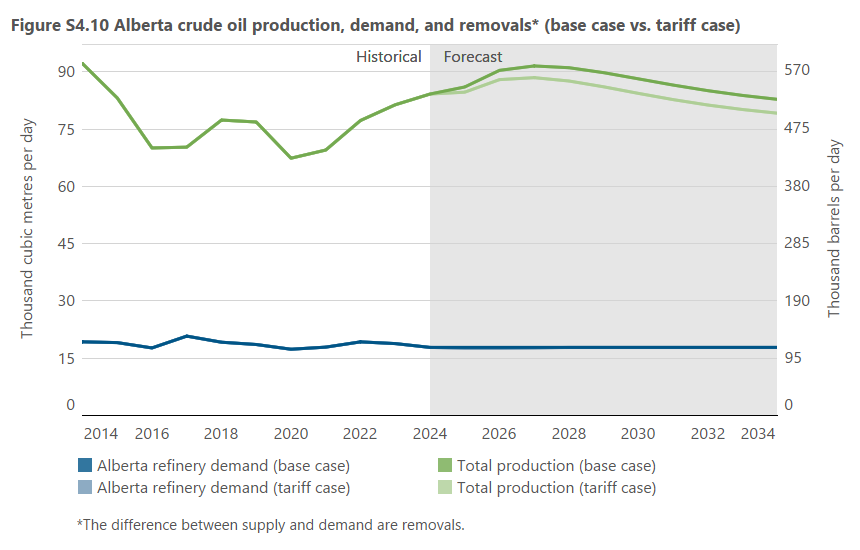 Figure S4.10 Alberta crude oil production, demand, and removals* (base case vs. tariff case)
Historical
Forecast
Thousand cubic metres per day
90
75
60
45
30
15
0
570
475
380
285
190
95
0
Thousand barrels per day
2014 2016 2018 2020 2022 2024 2026 2028 2030 2032 2034
Alberta refinery demand (base case)
Total production (base case)
Alberta refinery demand (tariff case)
Total production (tariff case)
*The difference between supply and demand are removals.